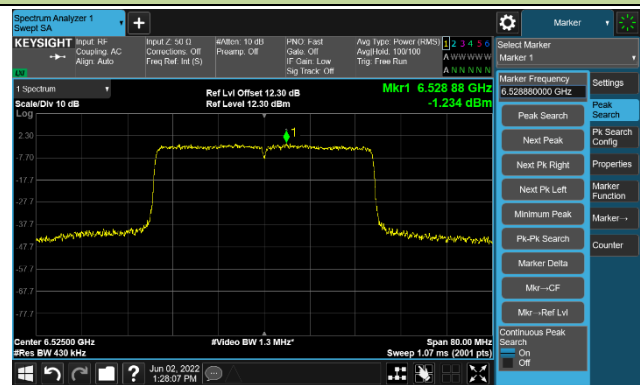 Spectrum Analyzer 1
Swept SA
+
Marker
KEYSIGHT
Input: RF
Coupling: AC
Align: Auto
Input Z: 50 Ω
Corrections: Off
Freq Ref: Int (S)
#Atten: 10 dB
Preamp: Off
PNO: Fast
Gate: Off
IF Gain: Low
Sig Track: Off
Avg Type: Power (RMS)
Avg|Hold: 100/100
Trig: Free Run
1 2 3 4 5 6
A W W W W W
A N N N N N
LXI
Select Marker
Marker 1
1 Spectrum
Scale/Div 10 dB
Ref Lvl Offset 12.30 dB
Ref Level 12.30 dBm
Mkr1 6.528 88 GHz
-1.234 dBm
Log
2.30
-7.70
-17.7
-27.7
-37.7
-47.7
-57.7
-67.7
-77.7
1
Center 6.52500 GHz
#Res BW 430 kHz
#Video BW 1.3 MHz*
Span 80.00 MHz
Sweep 1.07 ms (2001 pts)
Marker Frequency
6.528880000 GHz
Peak Search
Next Peak
Next Pk Right
Next Pk Left
Minimum Peak
Pk-Pk Search
Marker Delta
Mkr→CF
Mkr→Ref Lvl
Continuous Peak
Search
On
Off
Settings
Peak
Search
Pk Search
Config
Properties
Marker
Function
Marker→
Counter
?
Jun 02, 2022
1:28:07 PM